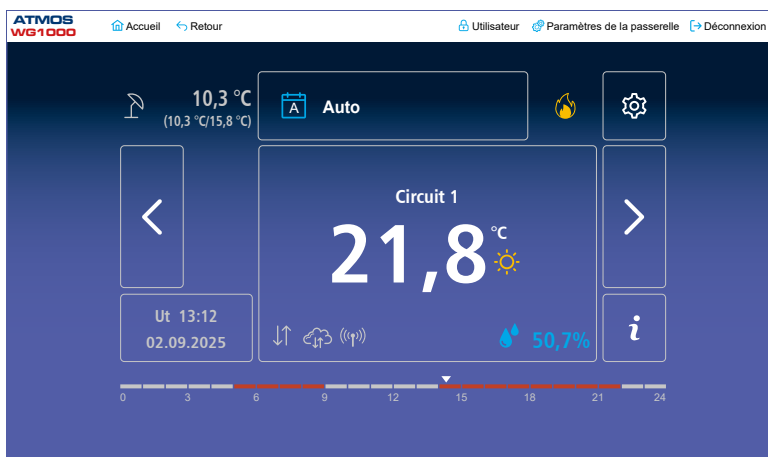 ATMOS
WG1000
Accueil
Retour
Utilisateur
Paramètres de la passerelle
Déconnexion
10,3 °C
(10,3 °C/15,8 °C)
A
Auto
Circuit 1
21,8 °C
Ut 13:12
02.09.2025
50,7%
i
0 3 6 9 12 15 18 21 24